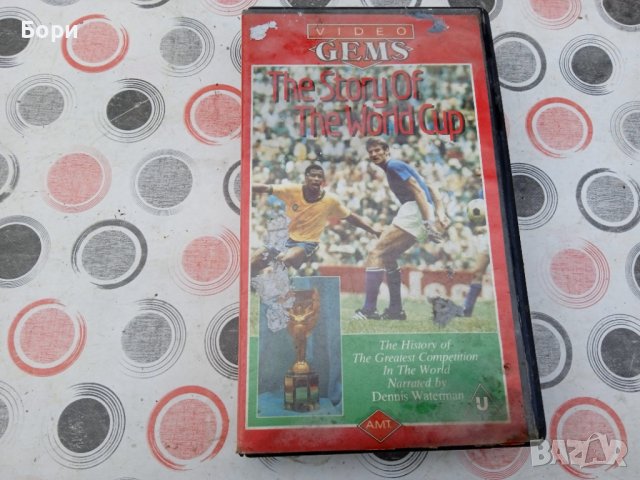 Бори
VIDEO
GEMS
The Story Of
The World Cup
The History of
The Greatest Competition
In The World
Narrated by
Dennis Waterman
U
A.M.T.
BAZAR